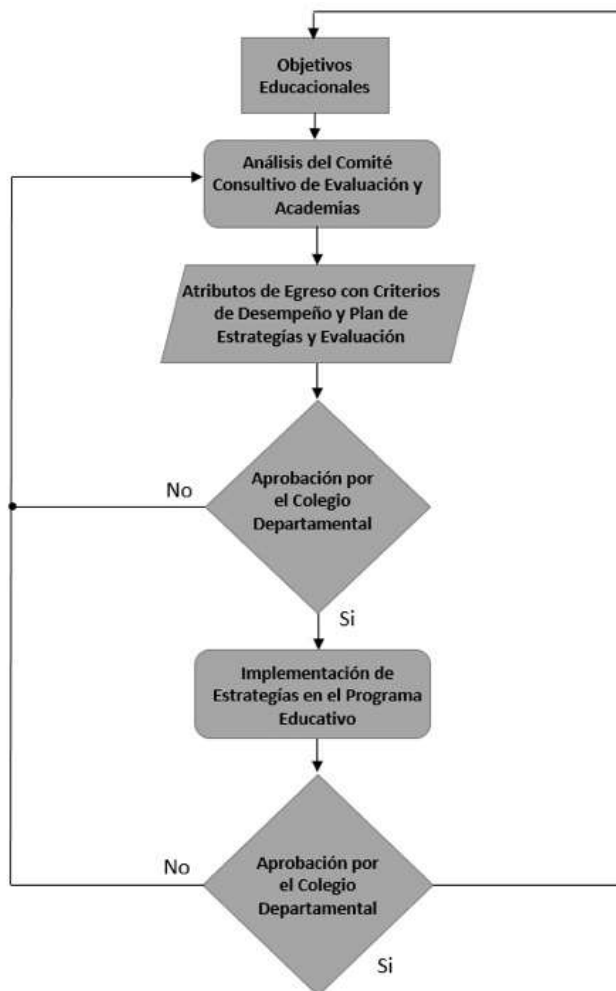 Objetivos
Educacionales
Análisis del Comité
Consultivo de Evaluación y
Academias
Atributos de Egreso con Criterios
de Desempeño y Plan de
Estrategías y Evaluación
No
Aprobación por
el Colegio
Departamental
Si
Implementación de
Estrategías en el Programa
Educativo
No
Aprobación por
el Colegio
Departamental
Si